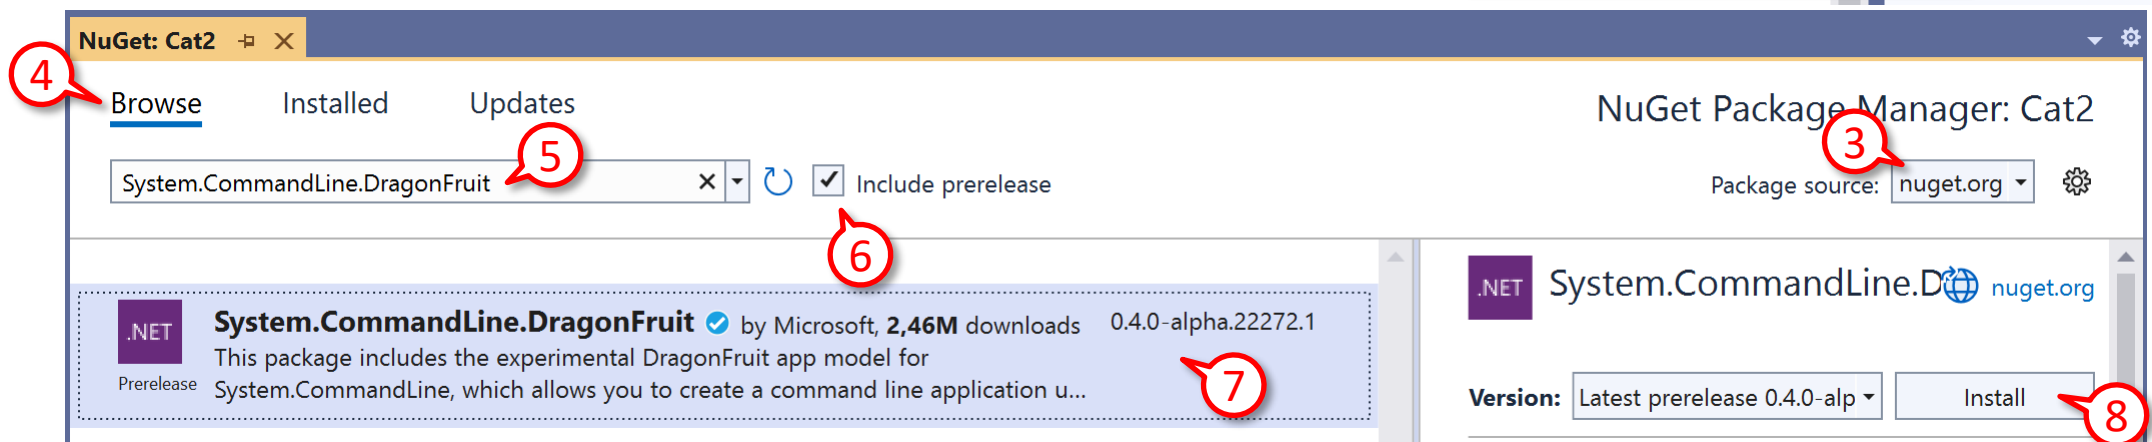 NuGet: Cat2
4
Browse Installed Updates
NuGet Package Manager: Cat2
5
3
System.CommandLine.DragonFruit
Include prerelease
Package source: nuget.org
6
.NET
System.CommandLine.DragonFruit by Microsoft, 2,46M downloads 0.4.0-alpha.22272.1
This package includes the experimental DragonFruit app model for
Prerelease
System.CommandLine, which allows you to create a command line application u...
7
.NET
System.CommandLine.D nuget.org
Version: Latest prerelease 0.4.0-alp Install
8